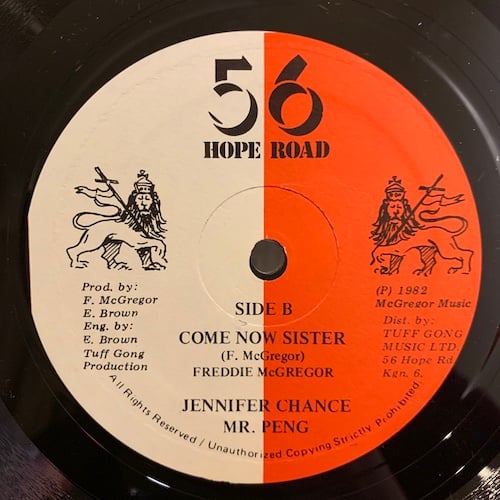 56
HOPE ROAD
Prod. by:
F. McGregor
E. Brown
Eng. by:
E. Brown
Tuff Gong
Production
(P) 1982
McGregor Music
Dist. by:
TUFF GONG
MUSIC LTD.
56 Hope Rd.
Kgn. 6.
SIDE B
COME NOW SISTER
(F. McGregor)
FREDDIE McGREGOR
JENNIFER CHANCE
MR. PENG
All Rights Reserved / Unauthorized Copying Strictly Prohibited.